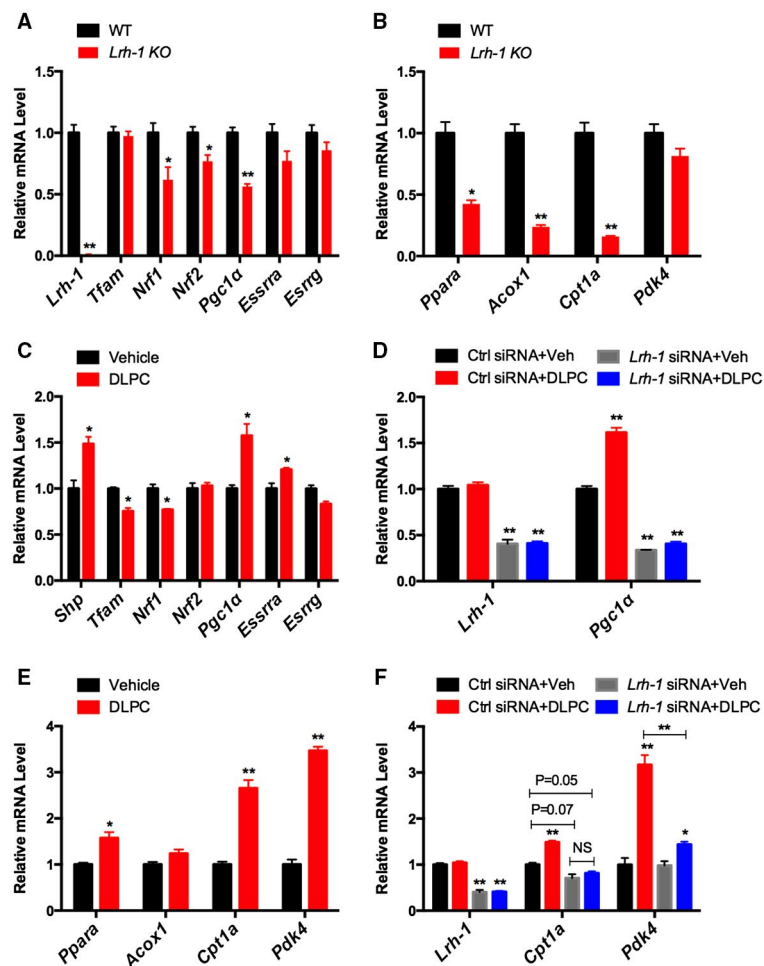 A
WT
Lrh-1 KO
Relative mRNA Level
1.5
1.0
0.5
0.0
** * * **
Lrh-1 Tfam Nrf1 Nrf2 Pgc1α Essrra Esrrg
B
WT
Lrh-1 KO
Relative mRNA Level
1.5
1.0
0.5
0.0
* ** **
Ppara Acox1 Cpt1a Pdk4
C
Vehicle
DLPC
Relative mRNA Level
2.0
1.5
1.0
0.5
0.0
* * * * *
Shp Tfam Nrf1 Nrf2 Pgc1α Essrra Esrrg
D
Ctrl siRNA+Veh Lrh-1 siRNA+Veh
Ctrl siRNA+DLPC Lrh-1 siRNA+DLPC
Relative mRNA Level
2.0
1.5
1.0
0.5
0.0
** ** ** ** **
Lrh-1 Pgc1α
E
Vehicle
DLPC
Relative mRNA Level
4
3
2
1
0
* ** **
Ppara Acox1 Cpt1a Pdk4
F
Ctrl siRNA+Veh Lrh-1 siRNA+Veh
Ctrl siRNA+DLPC Lrh-1 siRNA+DLPC
Relative mRNA Level
4
3
2
1
0
**
**
P=0.05
P=0.07
** NS
*
** **
Lrh-1 Cpt1a Pdk4